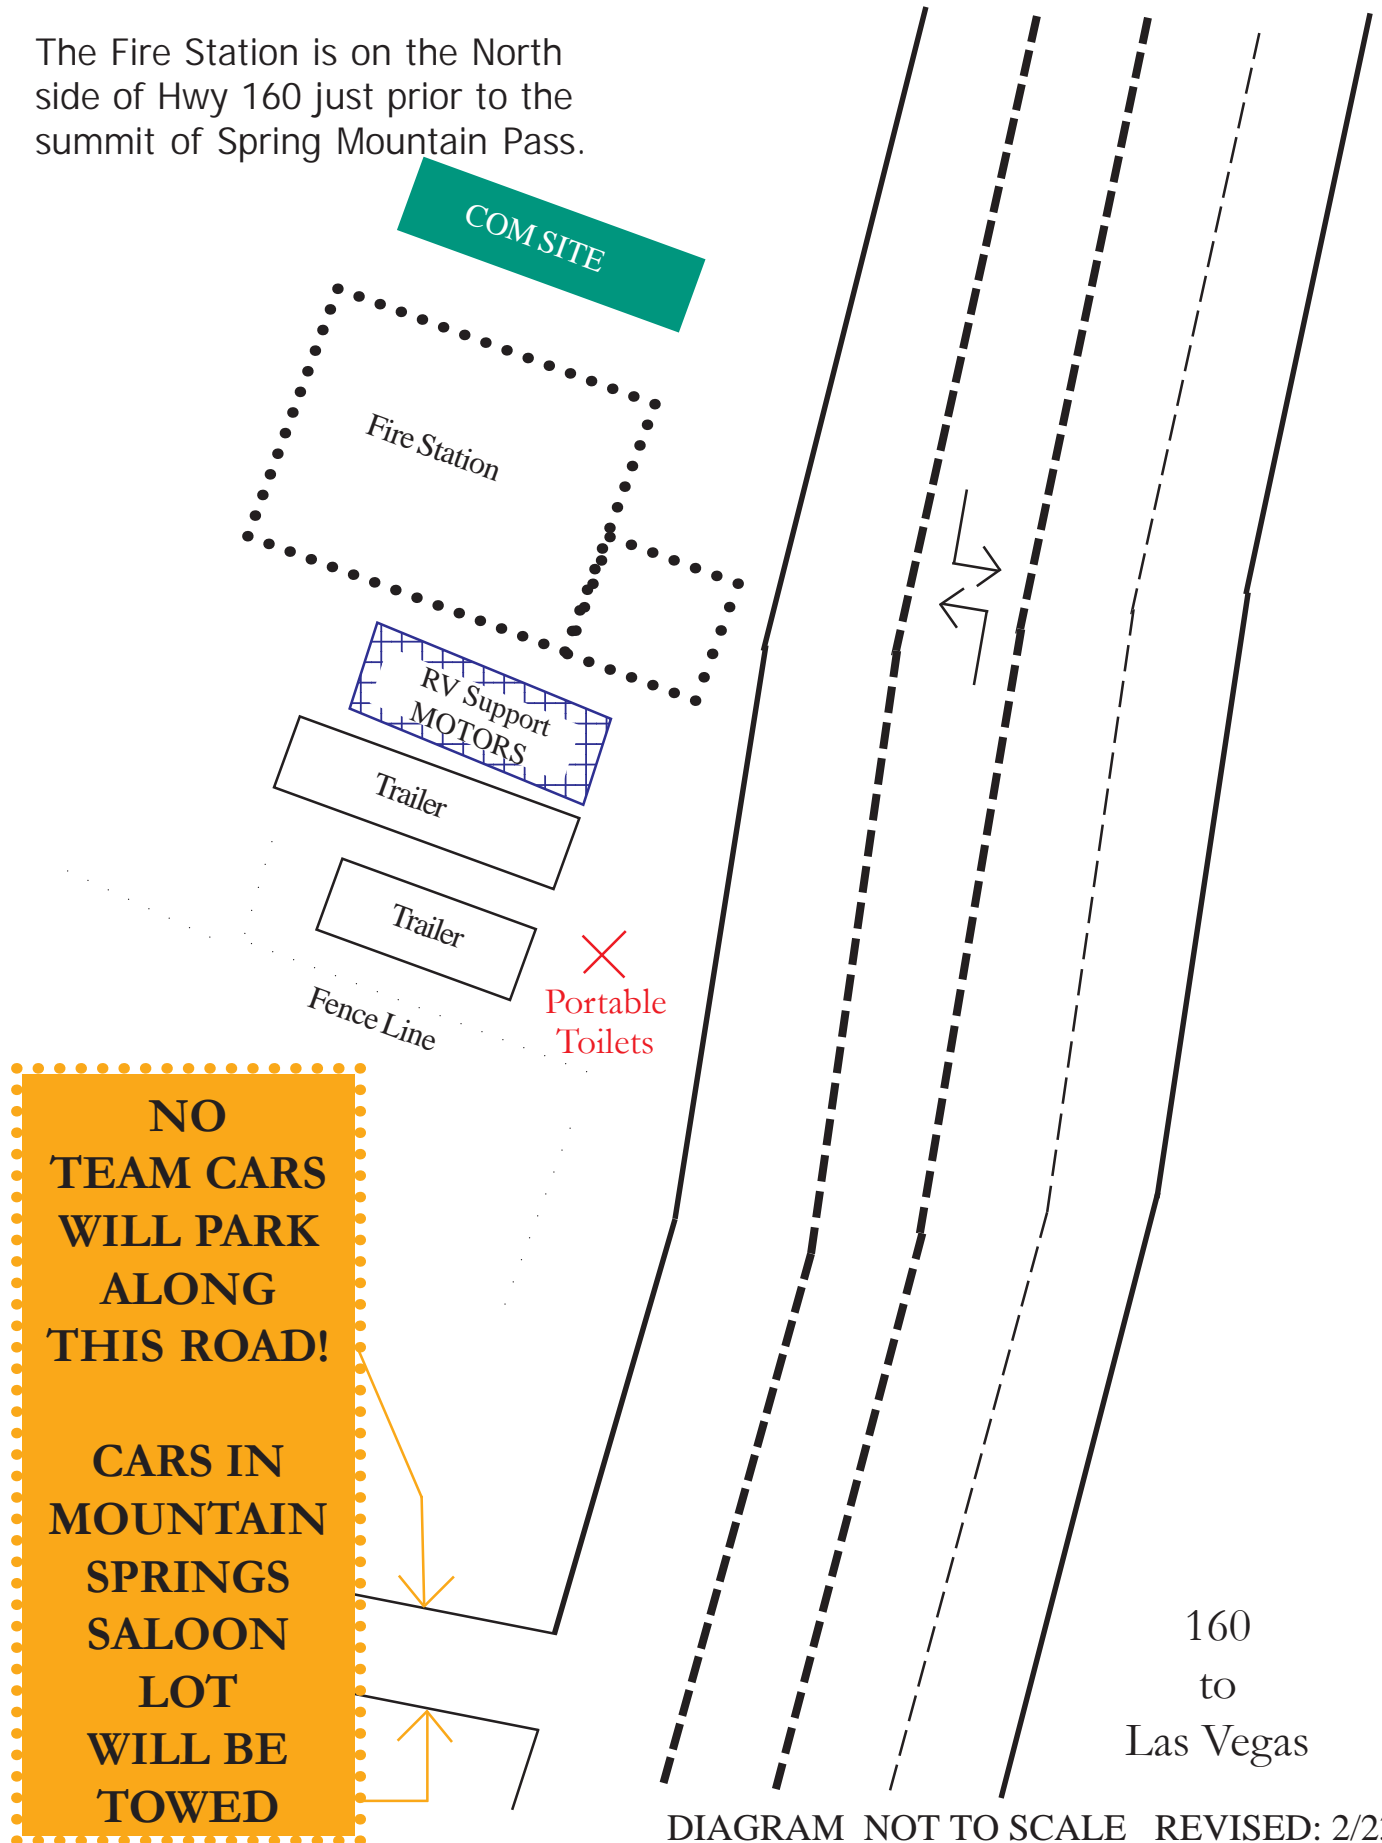 The Fire Station is on the North
side of Hwy 160 just prior to the
summit of Spring Mountain Pass.
COM SITE
Fire Station
RV Support
MOTORS
Trailer
Trailer
Portable
Toilets
Fence Line
NO
TEAM CARS
WILL PARK
ALONG
THIS ROAD!
CARS IN
MOUNTAIN
SPRINGS
SALOON
LOT
WILL BE
TOWED
160
to
Las Vegas
DIAGRAM NOT TO SCALE REVISED: